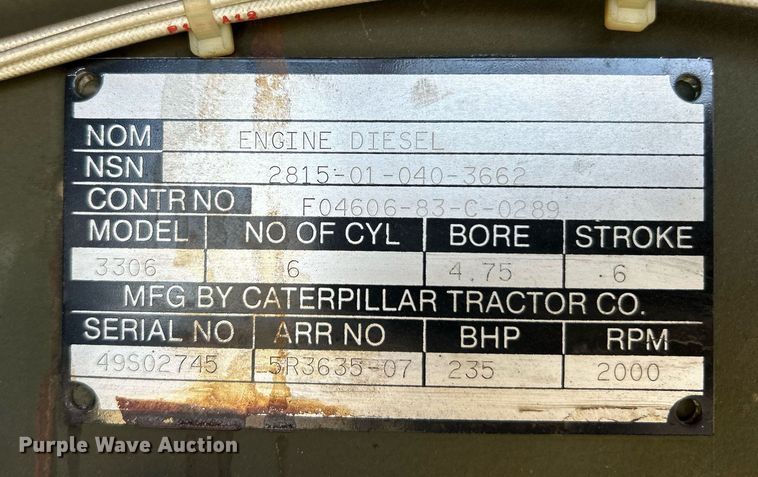 NOM ENGINE DIESEL
NSN 2815-01-040-3662
CONTR NO F04606-83-C-0289
MODEL NO OF CYL BORE STROKE
3306 6 4.75 6
MFG BY CATERPILLAR TRACTOR CO.
SERIAL NO ARR NO BHP RPM
49S02745 5R3635-07 235 2000
Purple Wave Auction